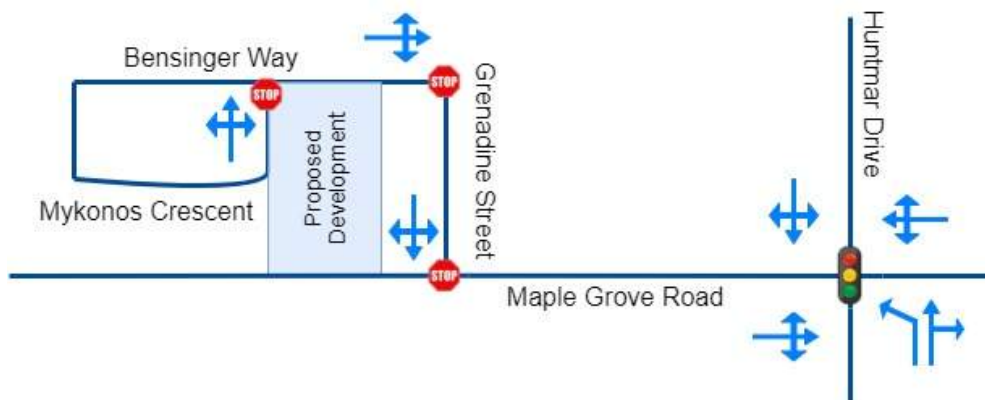 Bensinger Way
STOP
STOP
Grenadine Street
Huntmar Drive
Proposed
Development
Mykonos Crescent
STOP
Maple Grove Road